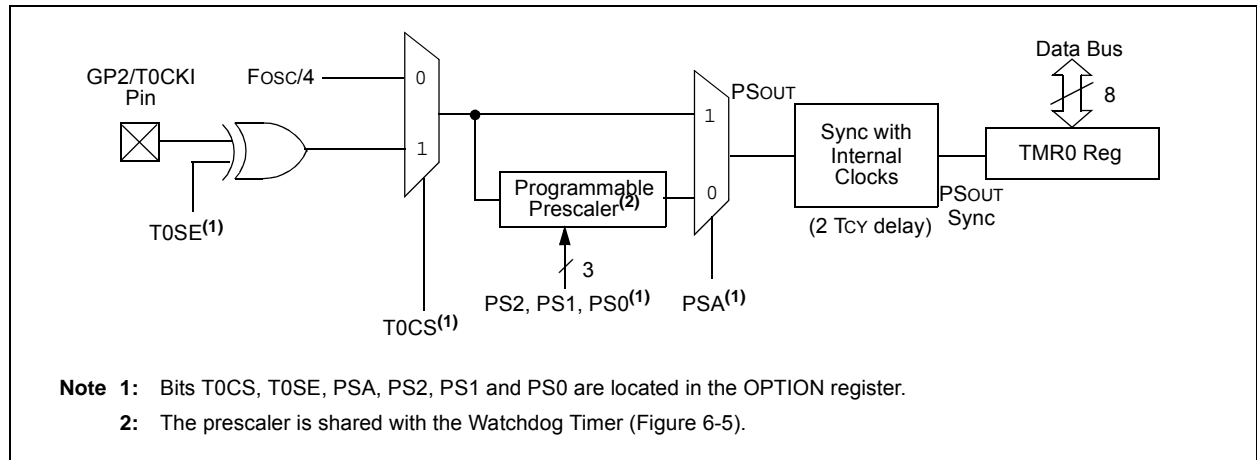 GP2/T0CKI
Pin
T0SE(1)
FOSC/4
0
1
T0CS(1)
Programmable
Prescaler(2)
3
PS2, PS1, PS0(1)
1
0
PSA(1)
PSOUT
Sync with
Internal
Clocks
(2 TCY delay)
PSOUT
Sync
Data Bus
8
TMR0 Reg
Note 1: Bits T0CS, T0SE, PSA, PS2, PS1 and PS0 are located in the OPTION register.
2: The prescaler is shared with the Watchdog Timer (Figure 6-5).